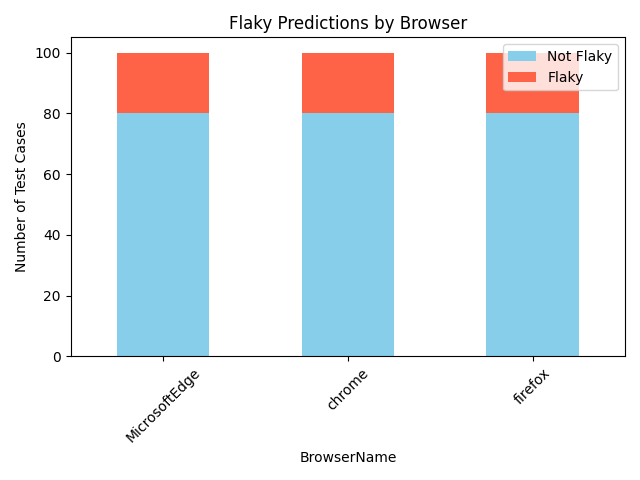 Flaky Predictions by Browser
Not Flaky
Flaky
Number of Test Cases
100
80
60
40
20
0
MicrosoftEdge
chrome
firefox
BrowserName